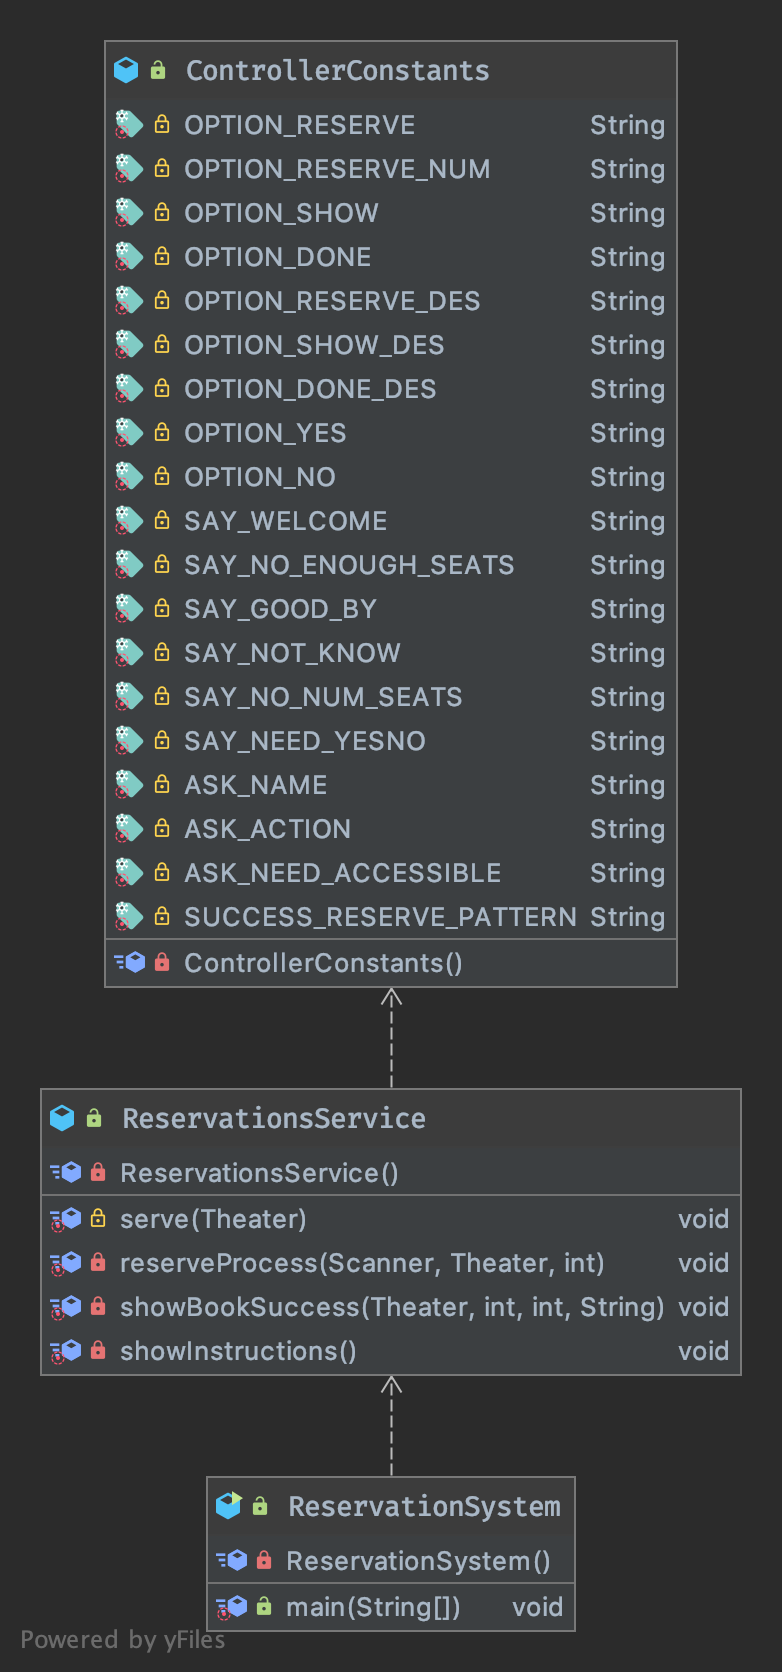 ControllerConstants
OPTION_RESERVE String
OPTION_RESERVE_NUM String
OPTION_SHOW String
OPTION_DONE String
OPTION_RESERVE_DES String
OPTION_SHOW_DES String
OPTION_DONE_DES String
OPTION_YES String
OPTION_NO String
SAY_WELCOME String
SAY_NO_ENOUGH_SEATS String
SAY_GOOD_BY String
SAY_NOT_KNOW String
SAY_NO_NUM_SEATS String
SAY_NEED_YESNO String
ASK_NAME String
ASK_ACTION String
ASK_NEED_ACCESSIBLE String
SUCCESS_RESERVE_PATTERN String
ControllerConstants()
ReservationsService
ReservationsService()
serve(Theater) void
reserveProcess(Scanner, Theater, int) void
showBookSuccess(Theater, int, int, String) void
showInstructions() void
ReservationSystem
ReservationSystem()
main(String[]) void
Powered by yFiles